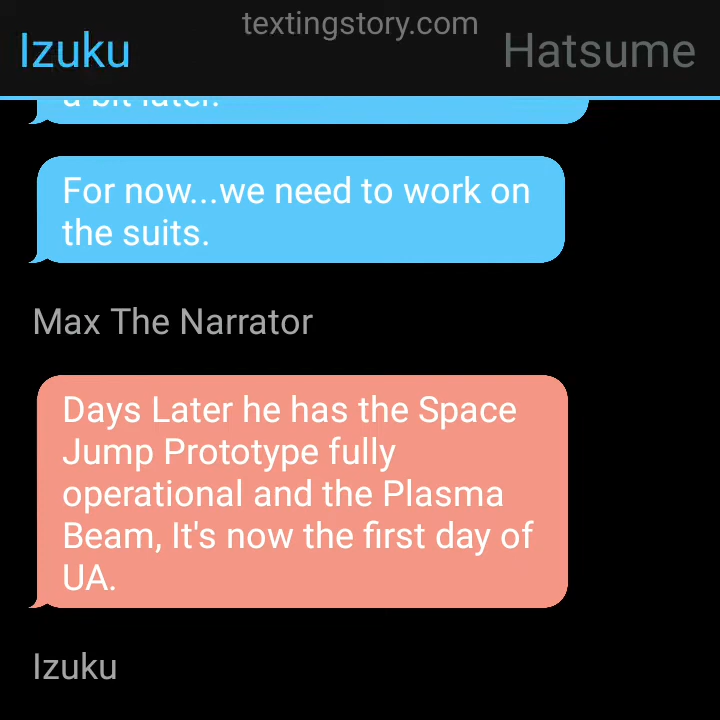 textingstory.com
Izuku
Hatsume
a bit later.
For now...we need to work on
the suits.
Max The Narrator
Days Later he has the Space
Jump Prototype fully
operational and the Plasma
Beam, It's now the first day of
UA.
Izuku